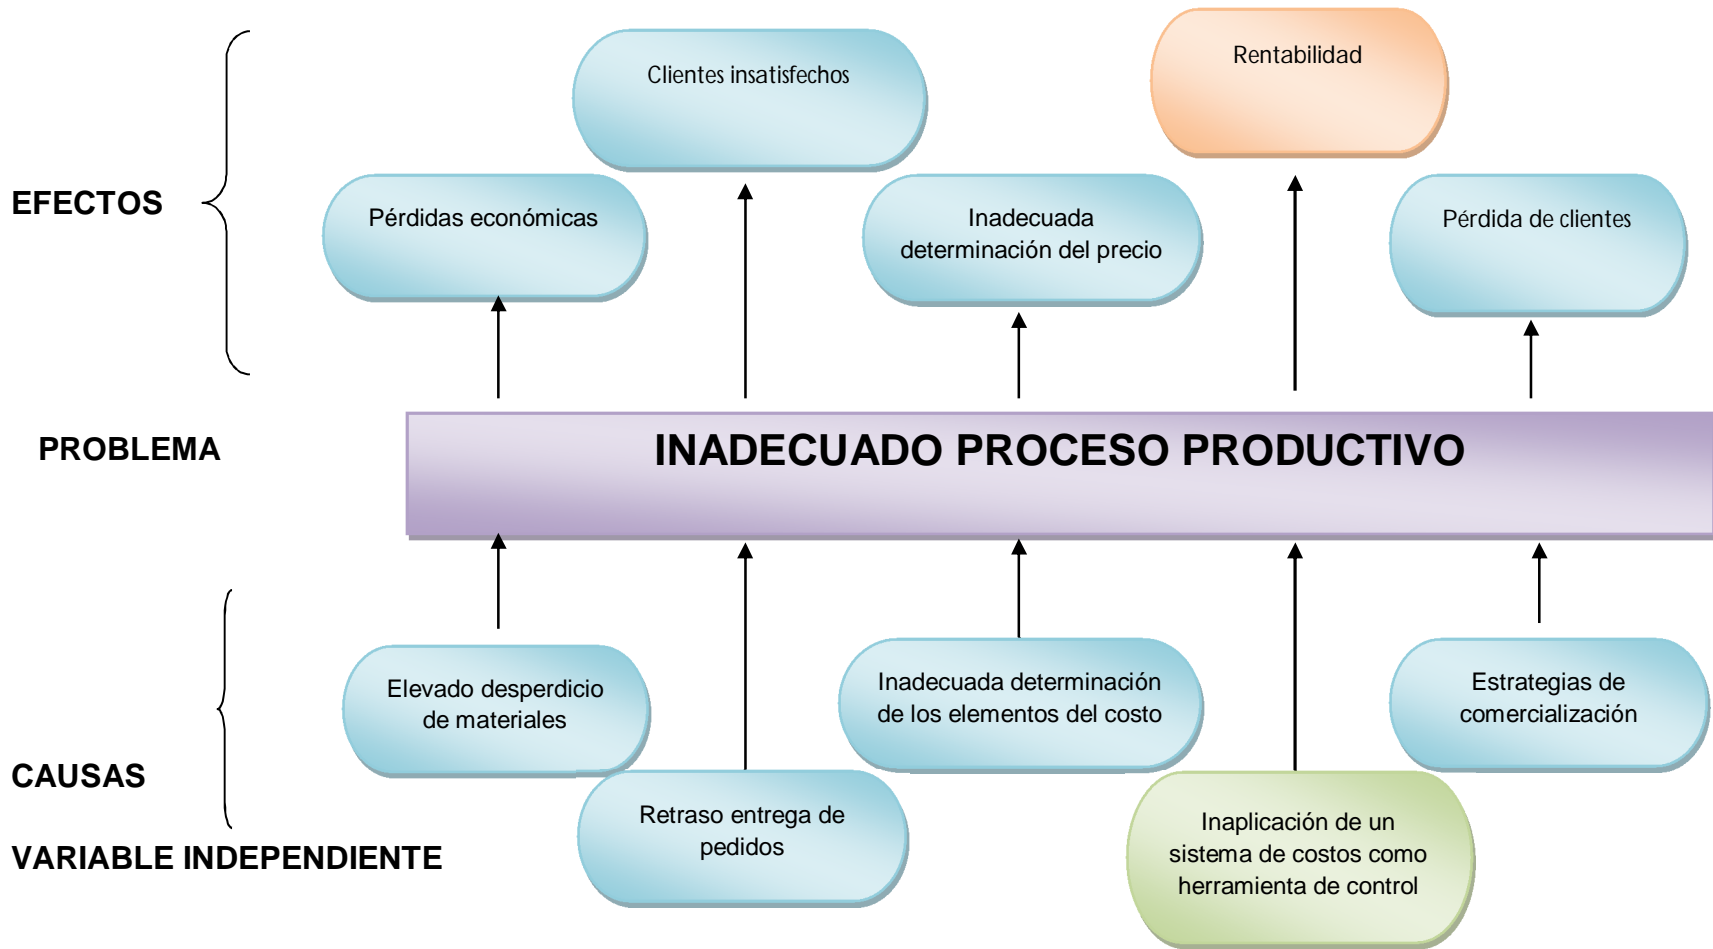 Rentabilidad
Clientes insatisfechos
EFECTOS
Pérdidas económicas
Inadecuada
determinación del precio
Pérdida de clientes
PROBLEMA
INADECUADO PROCESO PRODUCTIVO
Elevado desperdicio
de materiales
Inadecuada determinación
de los elementos del costo
Estrategias de
comercialización
CAUSAS
Retraso entrega de
pedidos
Inaplicación de un
sistema de costos como
herramienta de control
VARIABLE INDEPENDIENTE